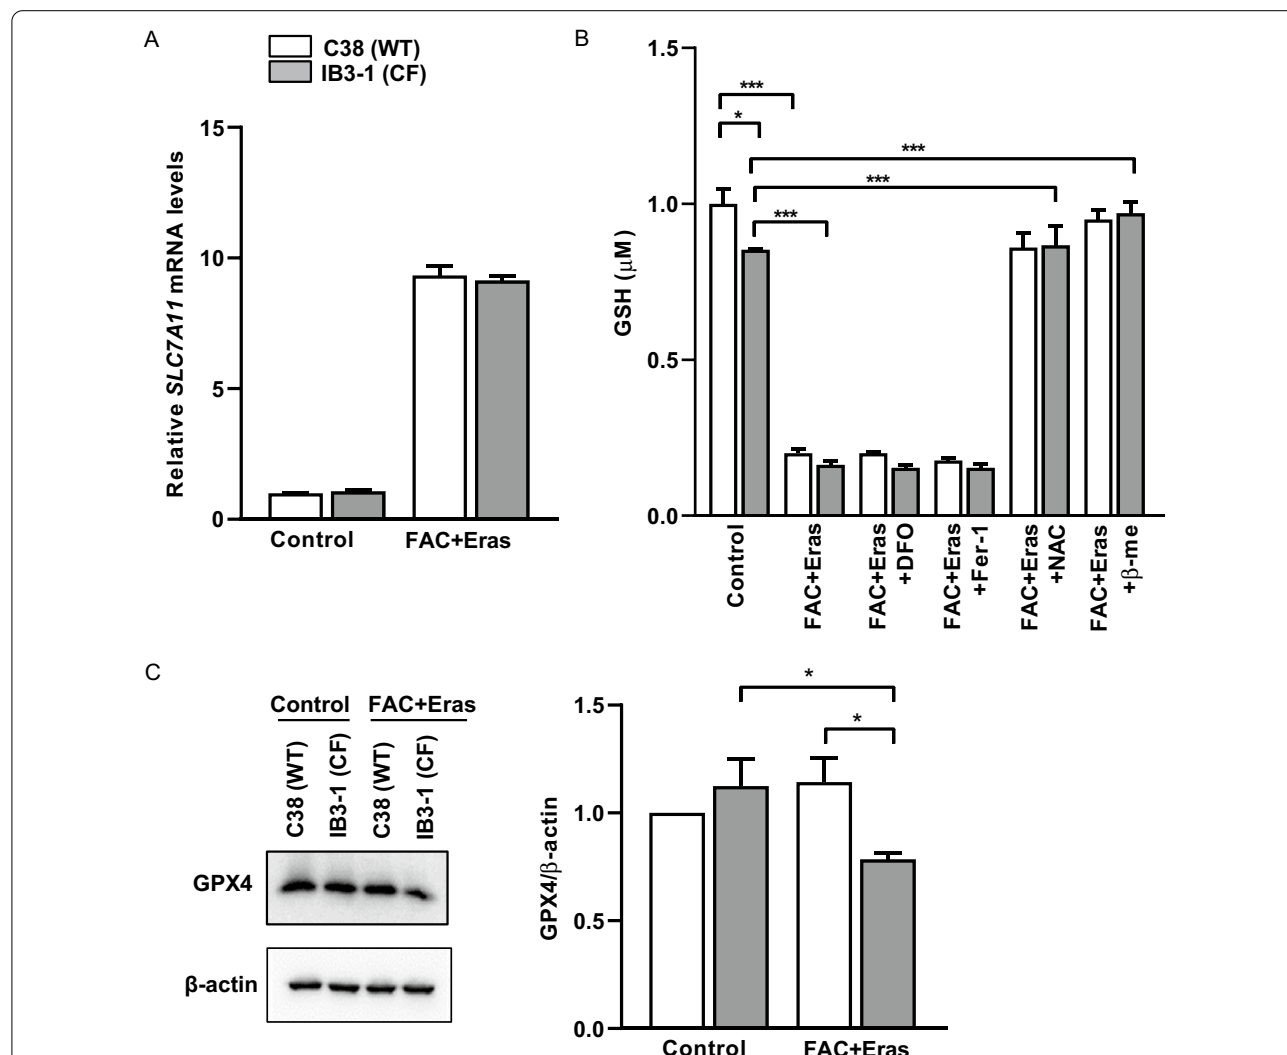 A
C38 (WT)
IB3-1 (CF)
Relative SLC7A11 mRNA levels
15
10
5
0
Control
FAC+Eras
B
GSH (μM)
1.5
1.0
0.5
0.0
***
*
***
***
***
Control
FAC+Eras
FAC+Eras
+DFO
FAC+Eras
+Fer-1
FAC+Eras
+NAC
FAC+Eras
+β-me
C
Control
FAC+Eras
C38 (WT)
IB3-1 (CF)
C38 (WT)
IB3-1 (CF)
GPX4
β-actin
GPX4/β-actin
1.5
1.0
0.5
0.0
*
*
Control
FAC+Eras